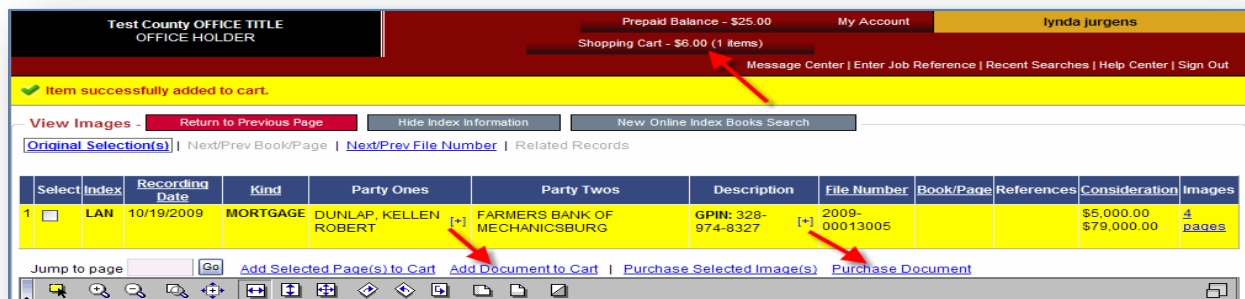 Test County OFFICE TITLE
OFFICE HOLDER
Prepaid Balance - $25.00 My Account lynda jurgens
Shopping Cart - $6.00 (1 items)
Message Center | Enter Job Reference | Recent Searches | Help Center | Sign Out
Item successfully added to cart.
View Images - Return to Previous Page Hide Index Information New Online Index Books Search
Original Selection(s) | Next/Prev Book/Page | Next/Prev File Number | Related Records
Select Index Recording Date Kind Party Ones Party Twos Description File Number Book/Page References Consideration Images
1 LAN 10/19/2009 MORTGAGE DUNLAP, KELLEN ROBERT [+] FARMERS BANK OF MECHANICSBURG GPIN: 328-974-8327 [+] 2009-00013005 $5,000.00 $79,000.00 4 pages
Jump to page Go Add Selected Page(s) to Cart Add Document to Cart | Purchase Selected Image(s) Purchase Document